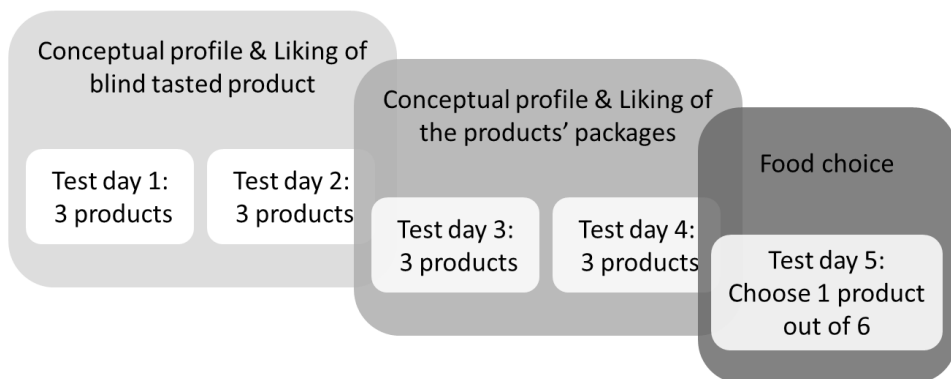 Conceptual profile & Liking of
blind tasted product
Test day 1:
3 products
Test day 2:
3 products
Conceptual profile & Liking of
the products' packages
Test day 3:
3 products
Test day 4:
3 products
Food choice
Test day 5:
Choose 1 product
out of 6